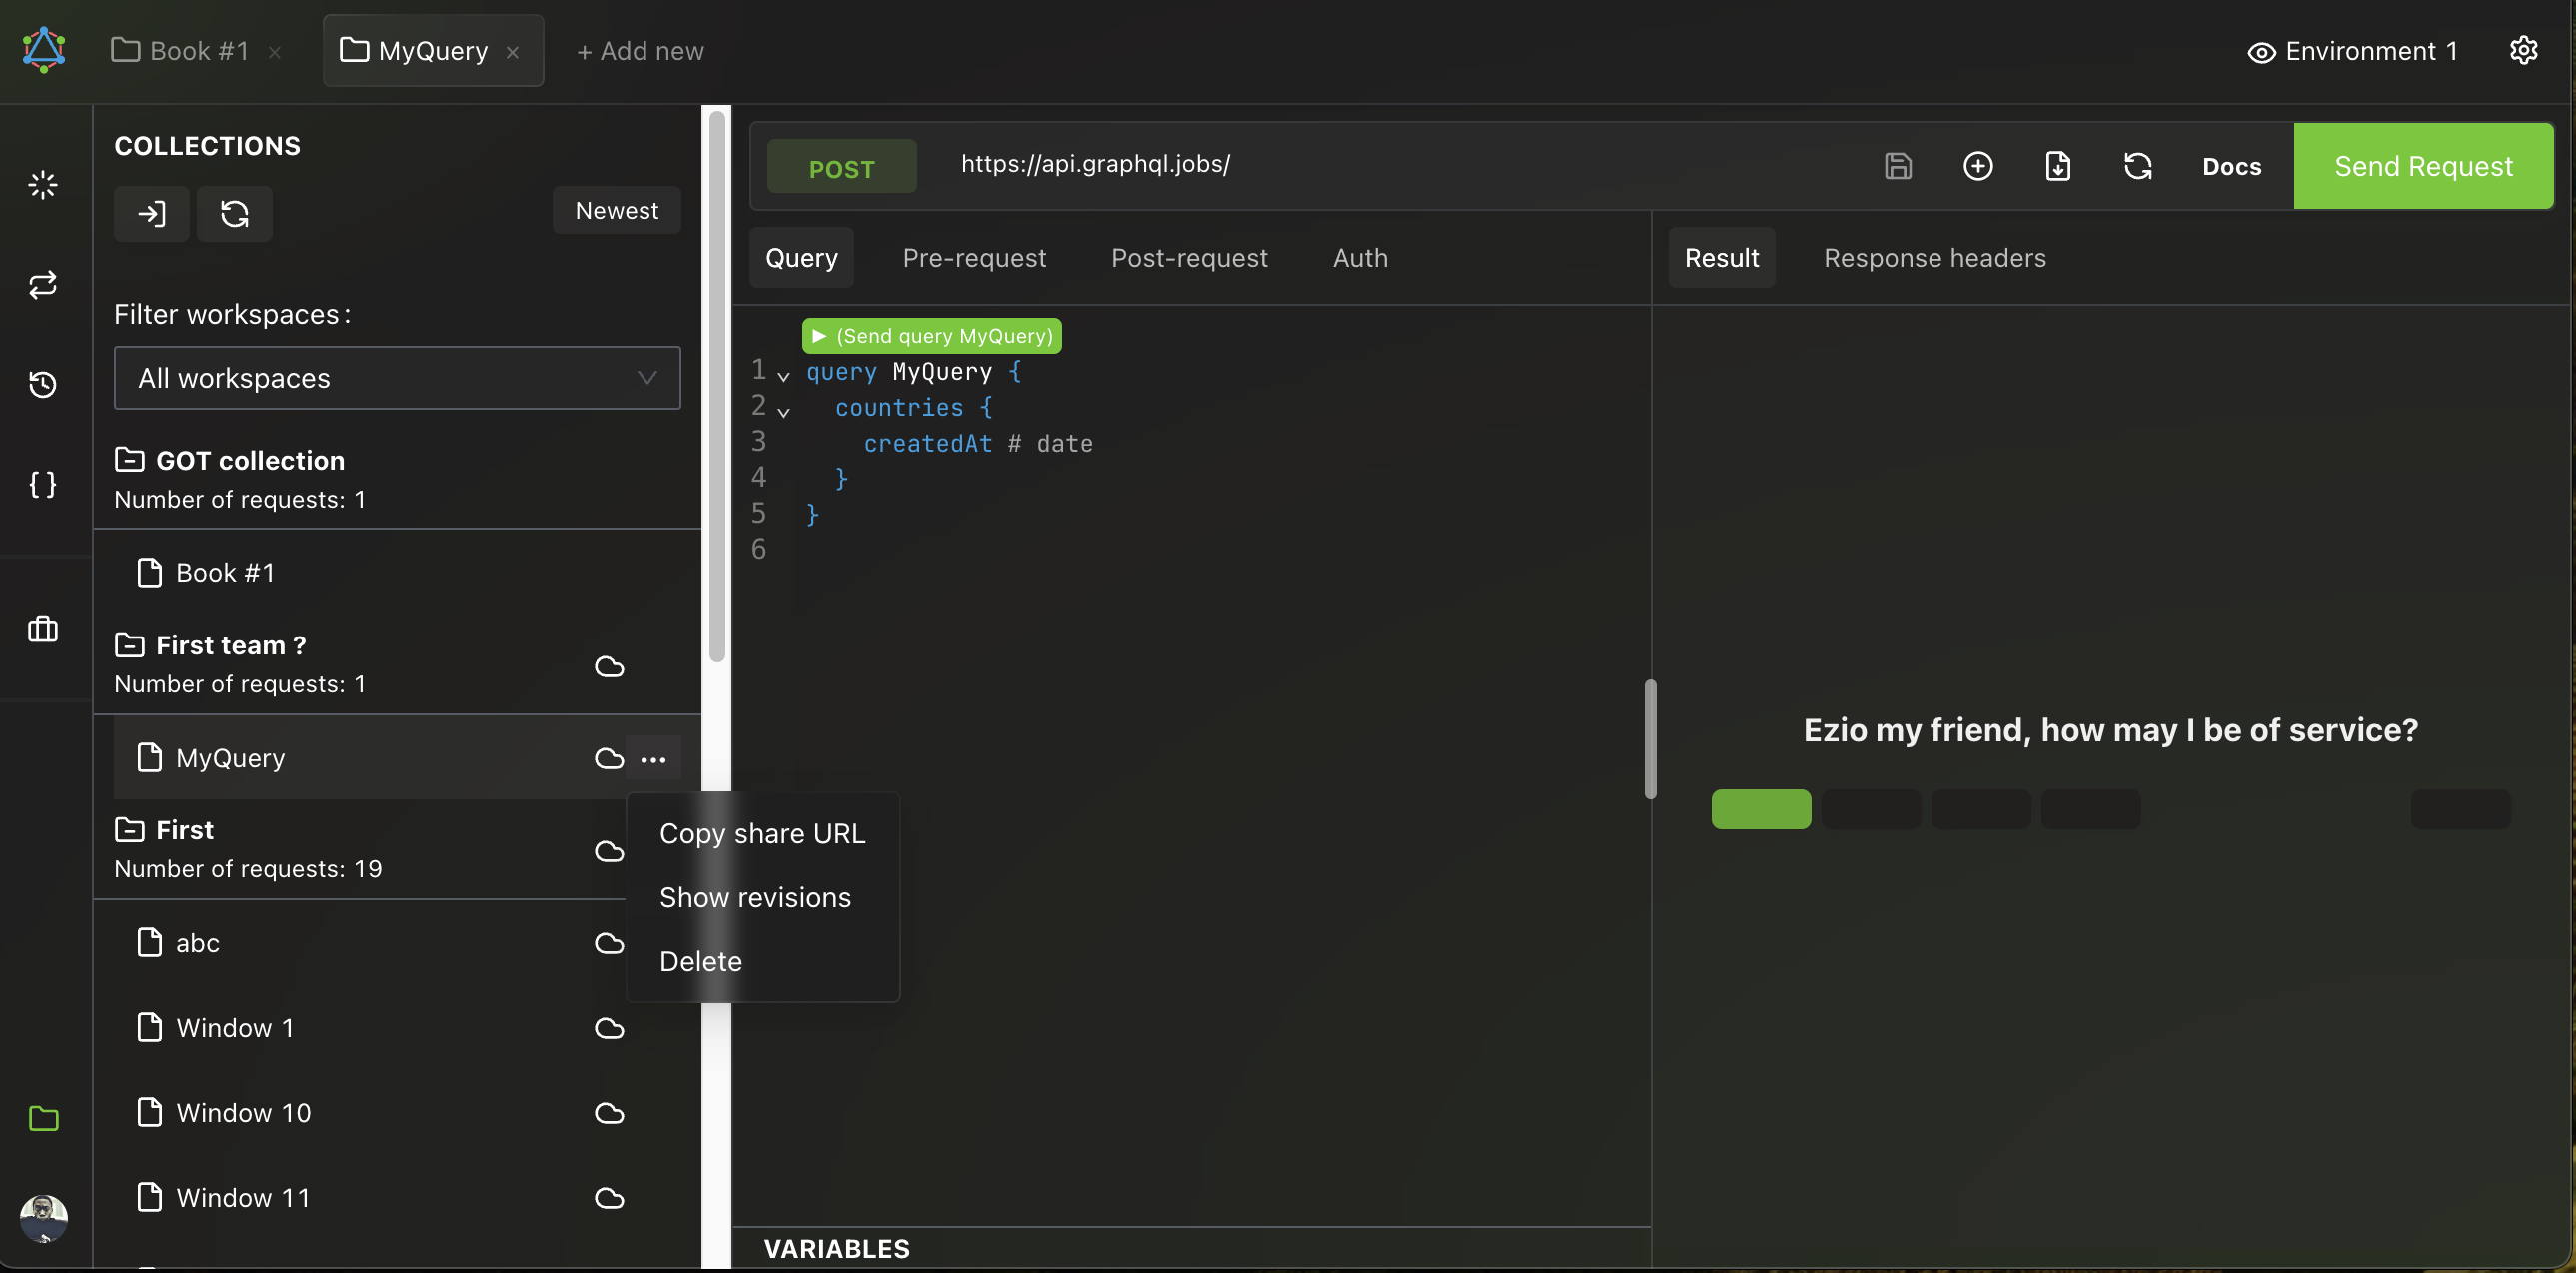 Book #1
MyQuery
+ Add new
Environment 1
COLLECTIONS
Newest
Filter workspaces:
All workspaces
GOT collection
Number of requests: 1
Book #1
First team ?
Number of requests: 1
MyQuery
First
Number of requests: 19
abc
Window 1
Window 10
Window 11
Copy share URL
Show revisions
Delete
POST
https://api.graphql.jobs/
Docs
Send Request
Query
Pre-request
Post-request
Auth
(Send query MyQuery)
1 query MyQuery {
2 countries {
3 createdAt # date
4 }
5 }
6
VARIABLES
Result
Response headers
Ezio my friend, how may I be of service?